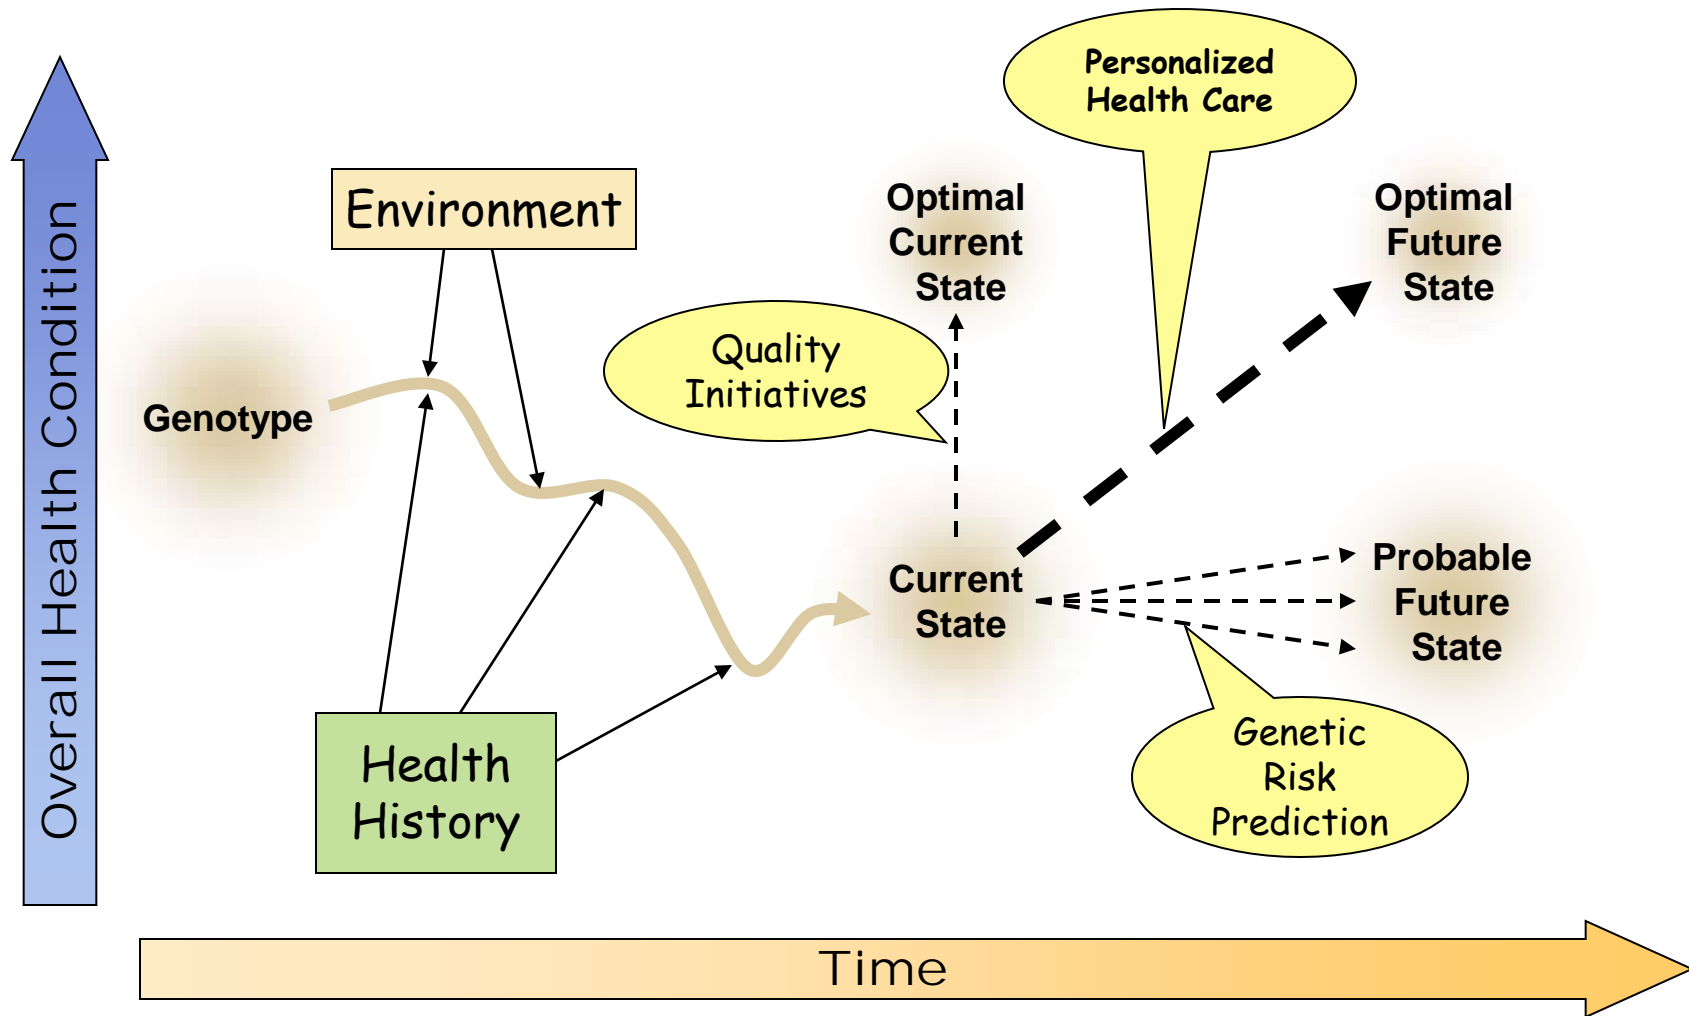 Personalized
Health Care
Environment
Optimal
Current
State
Optimal
Future
State
Quality
Initiatives
Genotype
Overall Health Condition
Current
State
Probable
Future
State
Health
History
Genetic
Risk
Prediction
Time